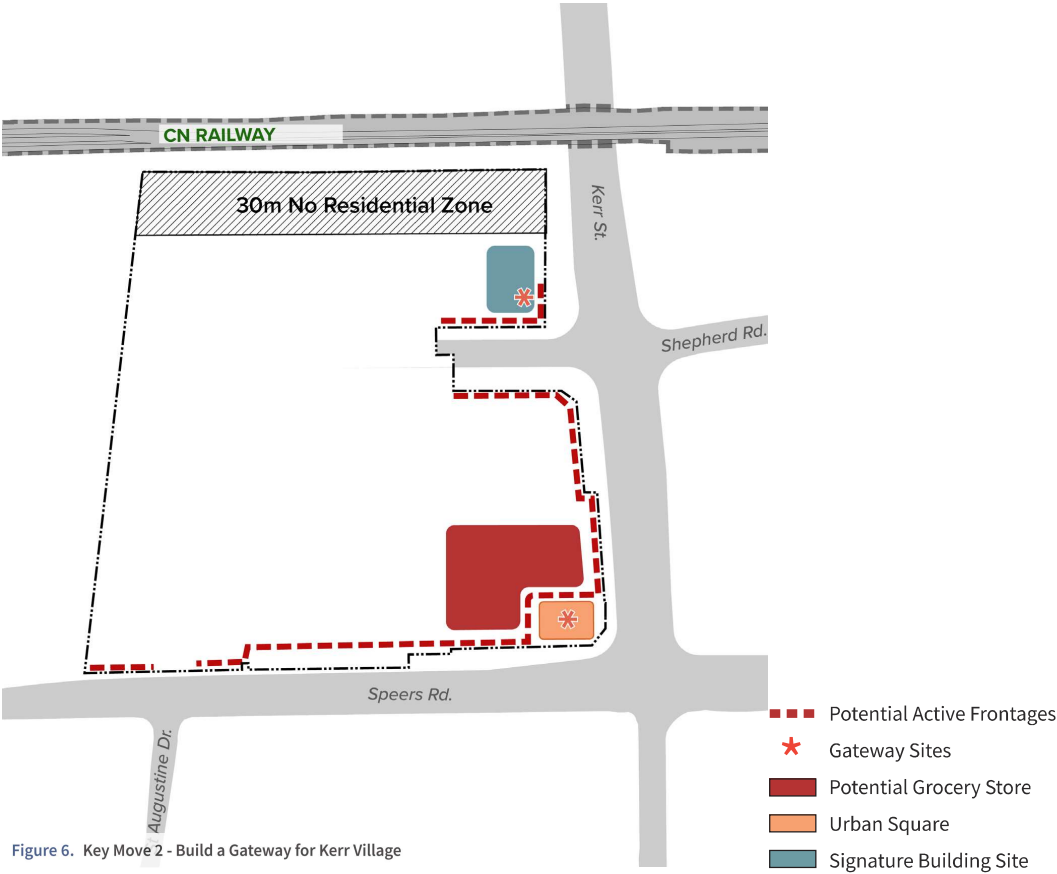 CN RAILWAY
30m No Residential Zone
Kerr St.
Shepherd Rd.
Speers Rd.
Augustine Dr.
Potential Active Frontages
Gateway Sites
Potential Grocery Store
Urban Square
Signature Building Site
Figure 6. Key Move 2 - Build a Gateway for Kerr Village